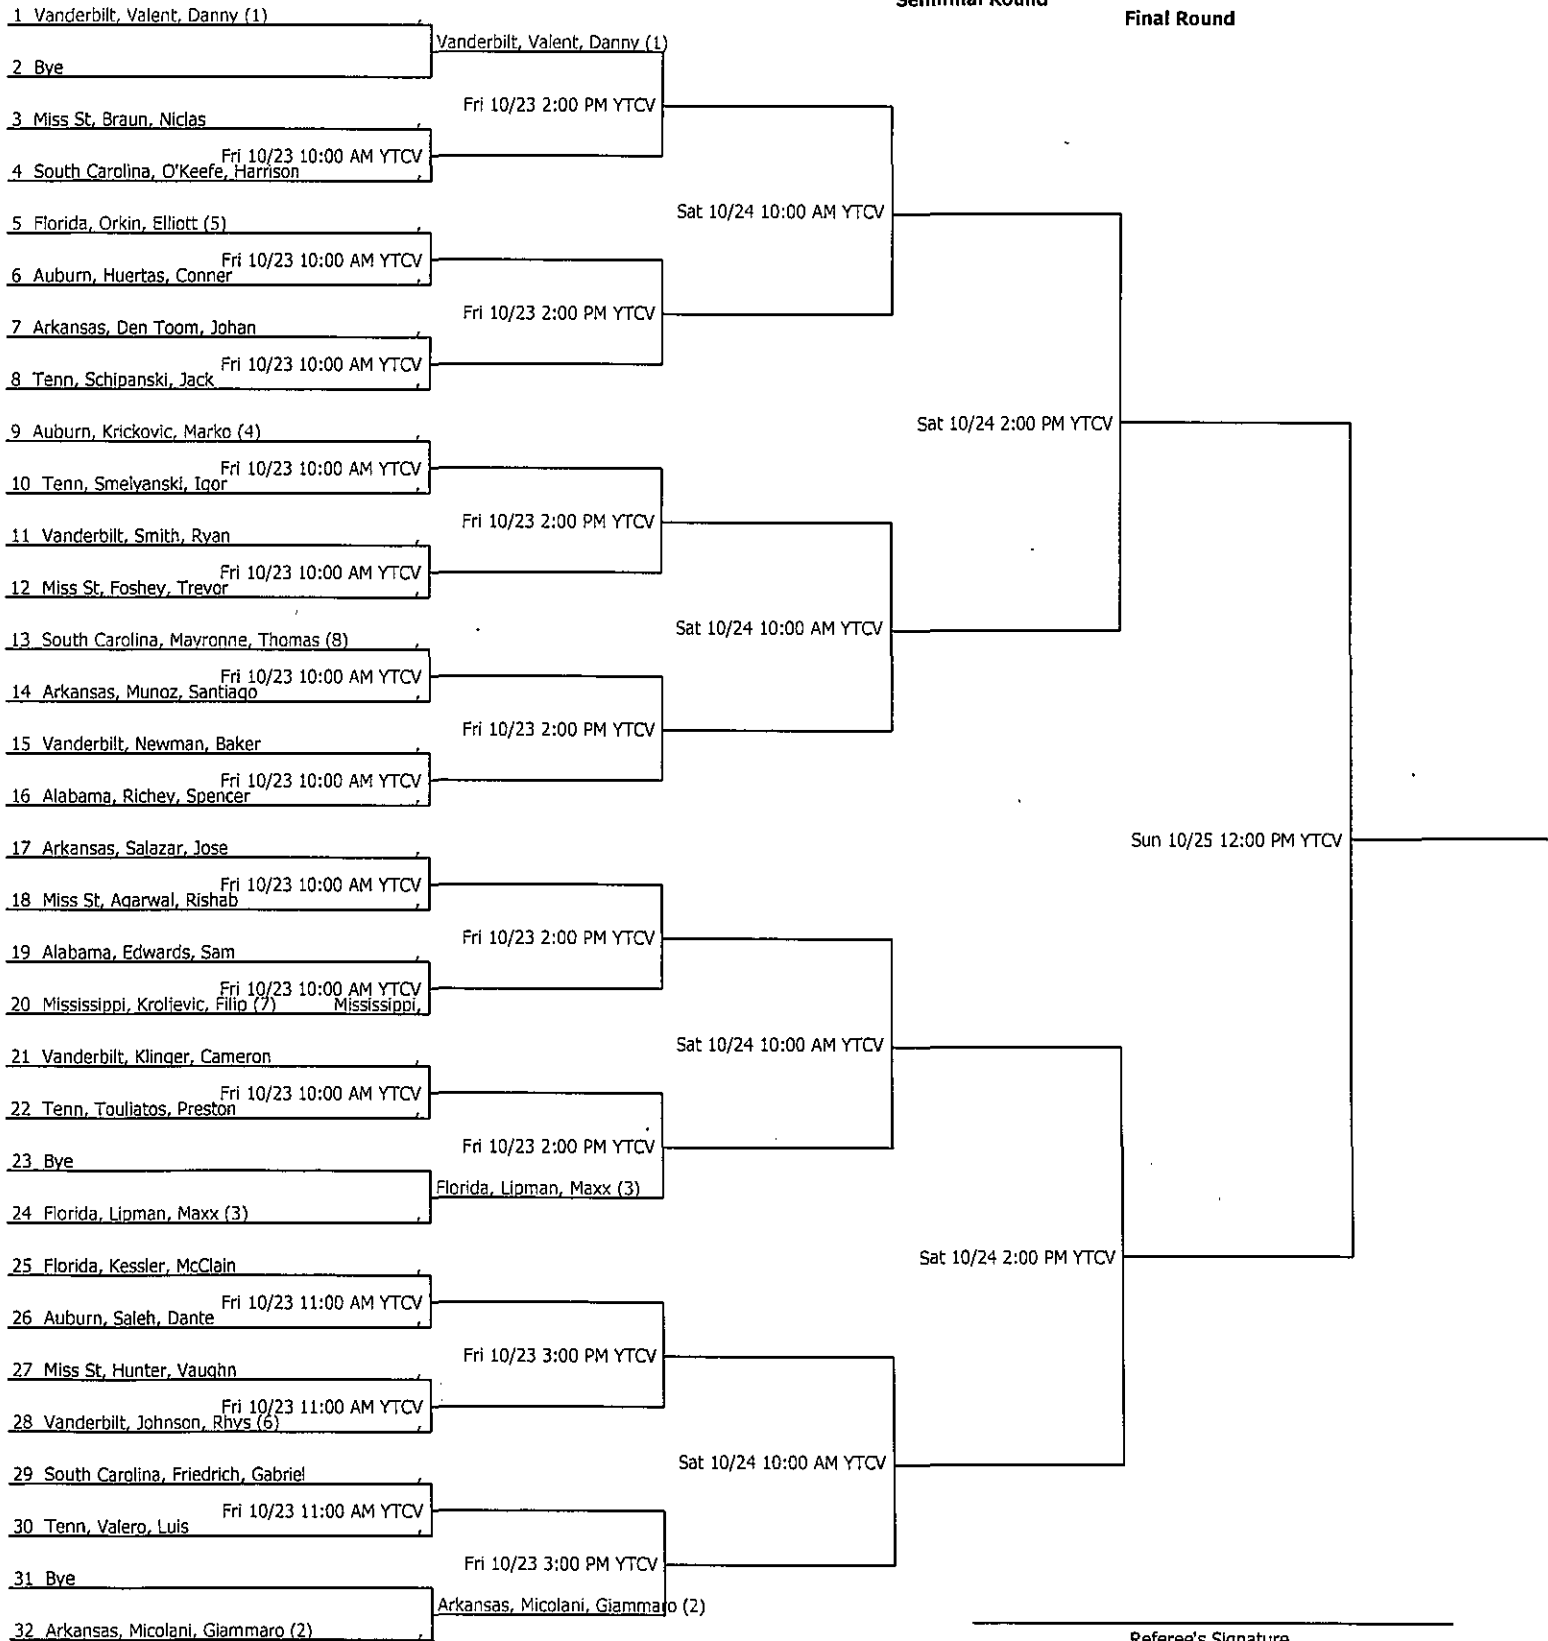 Semifinal Round
Final Round
1 Vanderbilt, Valent, Danny (1) ,
Vanderbilt, Valent, Danny (1)
2 Bye
Fri 10/23 2:00 PM YTCV
3 Miss St, Braun, Niclas ,
Fri 10/23 10:00 AM YTCV
4 South Carolina, O'Keefe, Harrison ,
Sat 10/24 10:00 AM YTCV
5 Florida, Orkin, Elliott (5) ,
Fri 10/23 10:00 AM YTCV
6 Auburn, Huertas, Conner ,
Fri 10/23 2:00 PM YTCV
7 Arkansas, Den Toom, Johan ,
Fri 10/23 10:00 AM YTCV
8 Tenn, Schipanski, Jack ,
Sat 10/24 2:00 PM YTCV
9 Auburn, Krickovic, Marko (4) ,
Fri 10/23 10:00 AM YTCV
10 Tenn, Smelyanski, Igor ,
Fri 10/23 2:00 PM YTCV
11 Vanderbilt, Smith, Ryan ,
Fri 10/23 10:00 AM YTCV
12 Miss St, Foshey, Trevor ,
Sat 10/24 10:00 AM YTCV
13 South Carolina, Mayronne, Thomas (8) ,
Fri 10/23 10:00 AM YTCV
14 Arkansas, Munoz, Santiago ,
Fri 10/23 2:00 PM YTCV
15 Vanderbilt, Newman, Baker ,
Fri 10/23 10:00 AM YTCV
16 Alabama, Richey, Spencer ,
Sun 10/25 12:00 PM YTCV
17 Arkansas, Salazar, Jose ,
Fri 10/23 10:00 AM YTCV
18 Miss St, Agarwal, Rishab ,
Fri 10/23 2:00 PM YTCV
19 Alabama, Edwards, Sam ,
Fri 10/23 10:00 AM YTCV
20 Mississippi, Kroljevic, Filip (7) Mississippi,
Sat 10/24 10:00 AM YTCV
21 Vanderbilt, Klinger, Cameron ,
Fri 10/23 10:00 AM YTCV
22 Tenn, Touliatos, Preston ,
Fri 10/23 2:00 PM YTCV
23 Bye
Florida, Lipman, Maxx (3)
24 Florida, Lipman, Maxx (3) ,
Sat 10/24 2:00 PM YTCV
25 Florida, Kessler, McClain ,
Fri 10/23 11:00 AM YTCV
26 Auburn, Saleh, Dante ,
Fri 10/23 3:00 PM YTCV
27 Miss St, Hunter, Vaughn ,
Fri 10/23 11:00 AM YTCV
28 Vanderbilt, Johnson, Rhys (6) ,
Sat 10/24 10:00 AM YTCV
29 South Carolina, Friedrich, Gabriel ,
Fri 10/23 11:00 AM YTCV
30 Tenn, Valero, Luis ,
Fri 10/23 3:00 PM YTCV
31 Bye
Arkansas, Micolani, Giammaro (2)
32 Arkansas, Micolani, Giammaro (2) ,
Referee's Signature